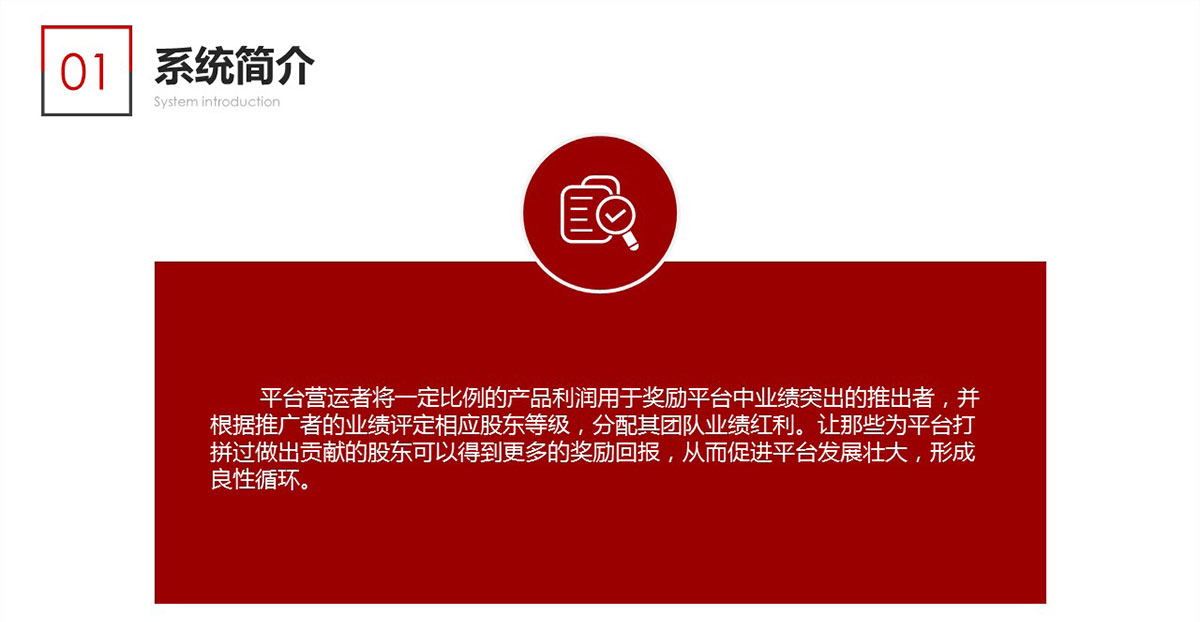 01
系统简介
System introduction
平台营运者将一定比例的产品利润用于奖励平台中业绩突出的推出者，并
根据推广者的业绩评定相应股东等级，分配其团队业绩红利。让那些为平台打
拼过做出贡献的股东可以得到更多的奖励回报，从而促进平台发展壮大，形成
良性循环。